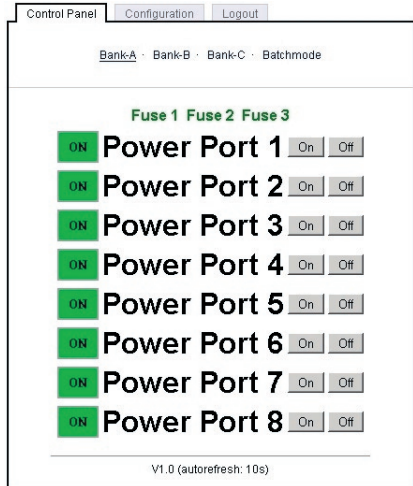 Control Panel Configuration Logout
Bank-A · Bank-B · Bank-C · Batchmode
Fuse 1 Fuse 2 Fuse 3
ON Power Port 1 On Off
ON Power Port 2 On Off
ON Power Port 3 On Off
ON Power Port 4 On Off
ON Power Port 5 On Off
ON Power Port 6 On Off
ON Power Port 7 On Off
ON Power Port 8 On Off
V1.0 (autorefresh: 10s)